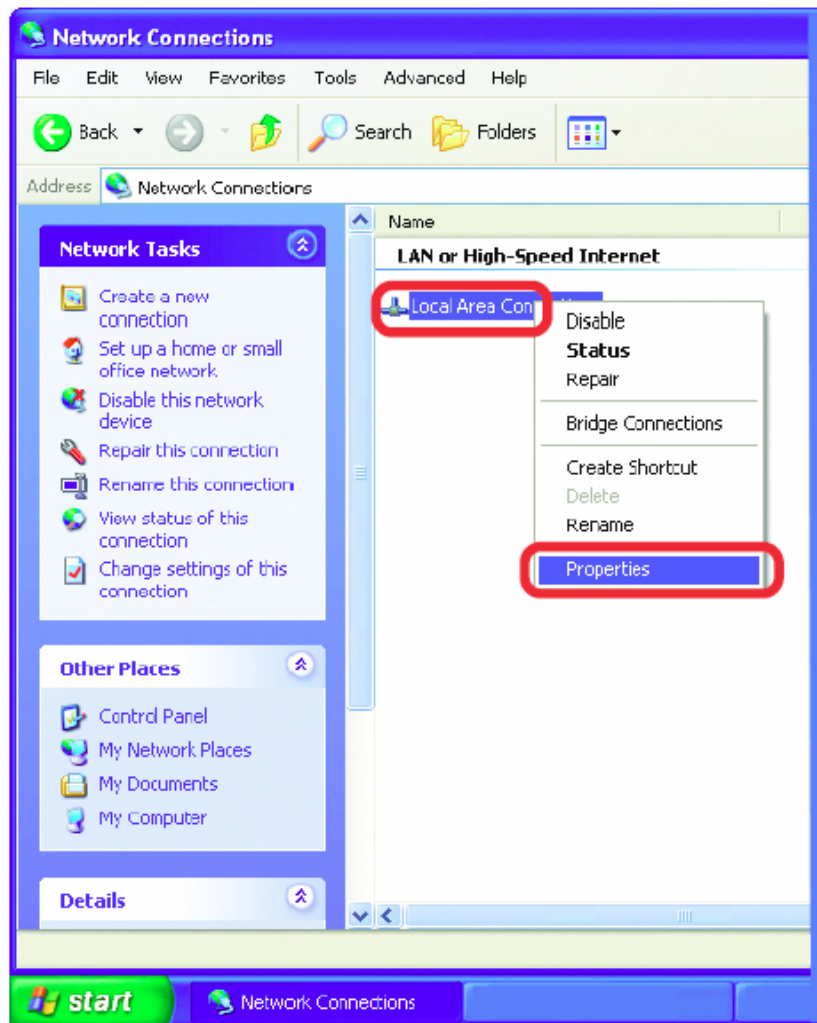 Network Connections
File Edit View Favorites Tools Advanced Help
Back Search Folders
Address Network Connections
Network Tasks
Create a new
connection
Set up a home or small
office network
Disable this network
device
Repair this connection
Rename this connection
View status of this
connection
Change settings of this
connection
Other Places
Control Panel
My Network Places
My Documents
My Computer
Details
Name
LAN or High-Speed Internet
Local Area Con
Disable
Status
Repair
Bridge Connections
Create Shortcut
Delete
Rename
Properties
start
Network Connections